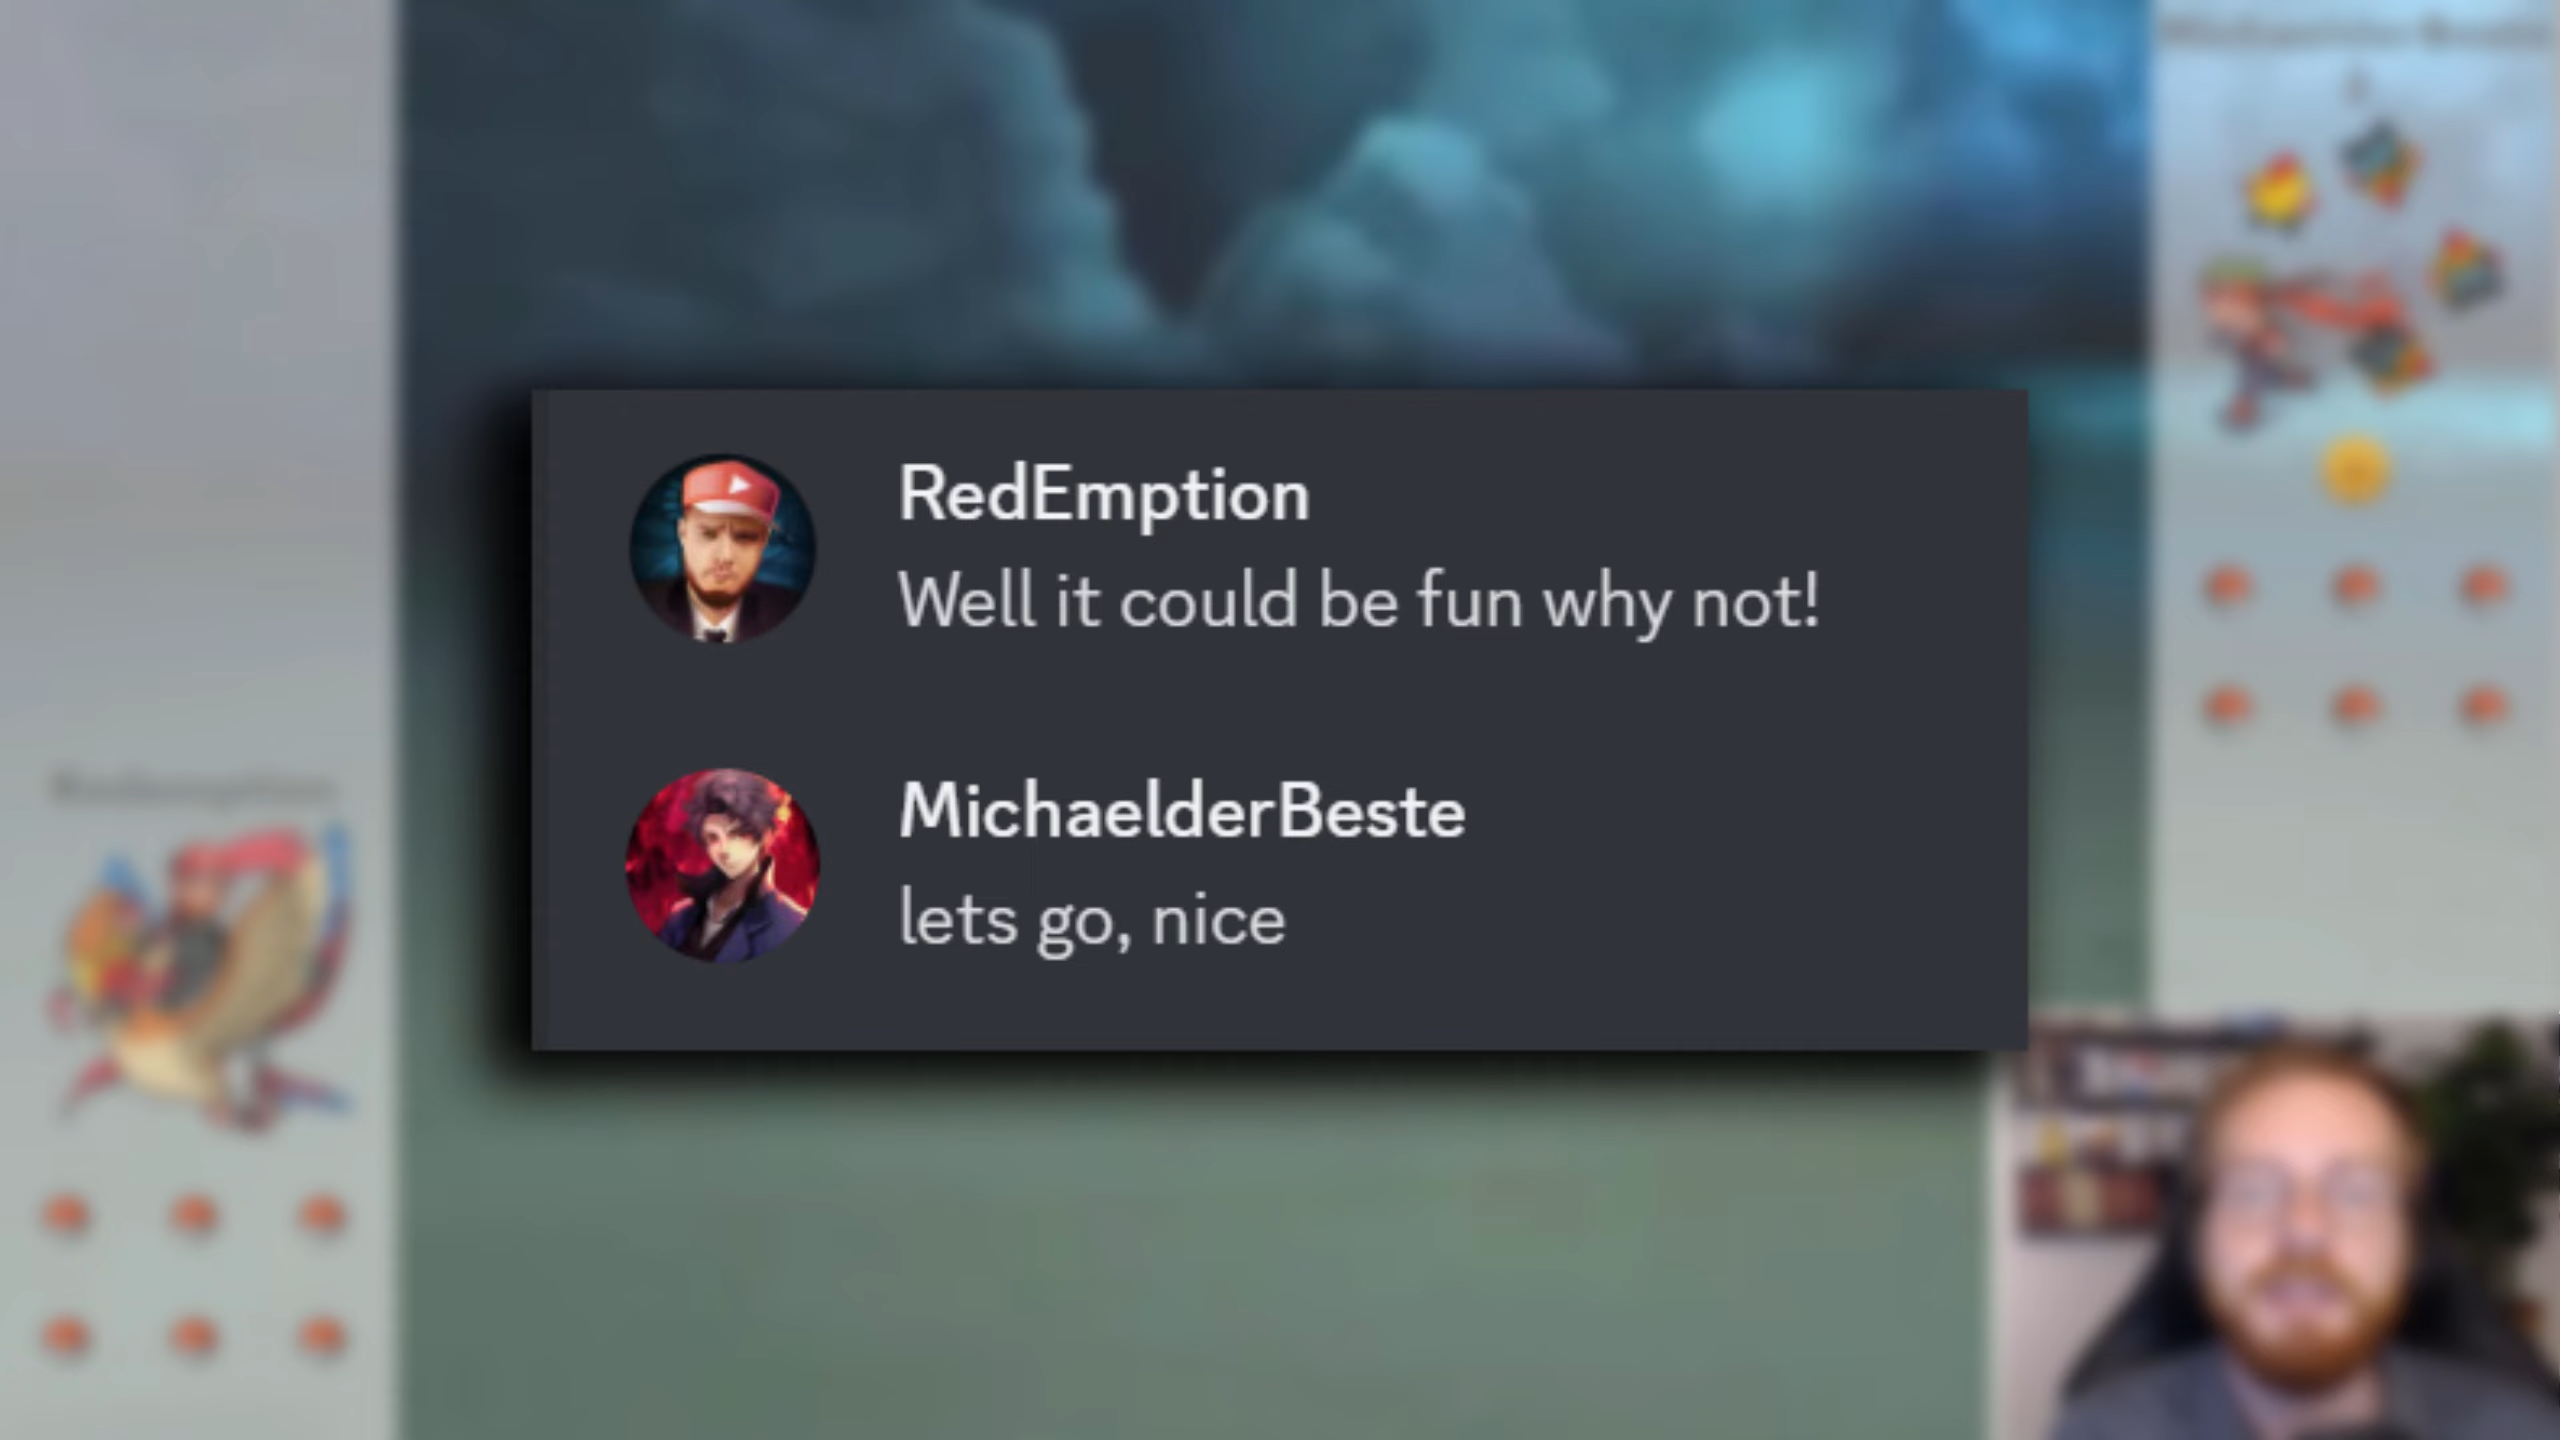 RedEmption
Well it could be fun why not!
MichaelderBeste
lets go, nice